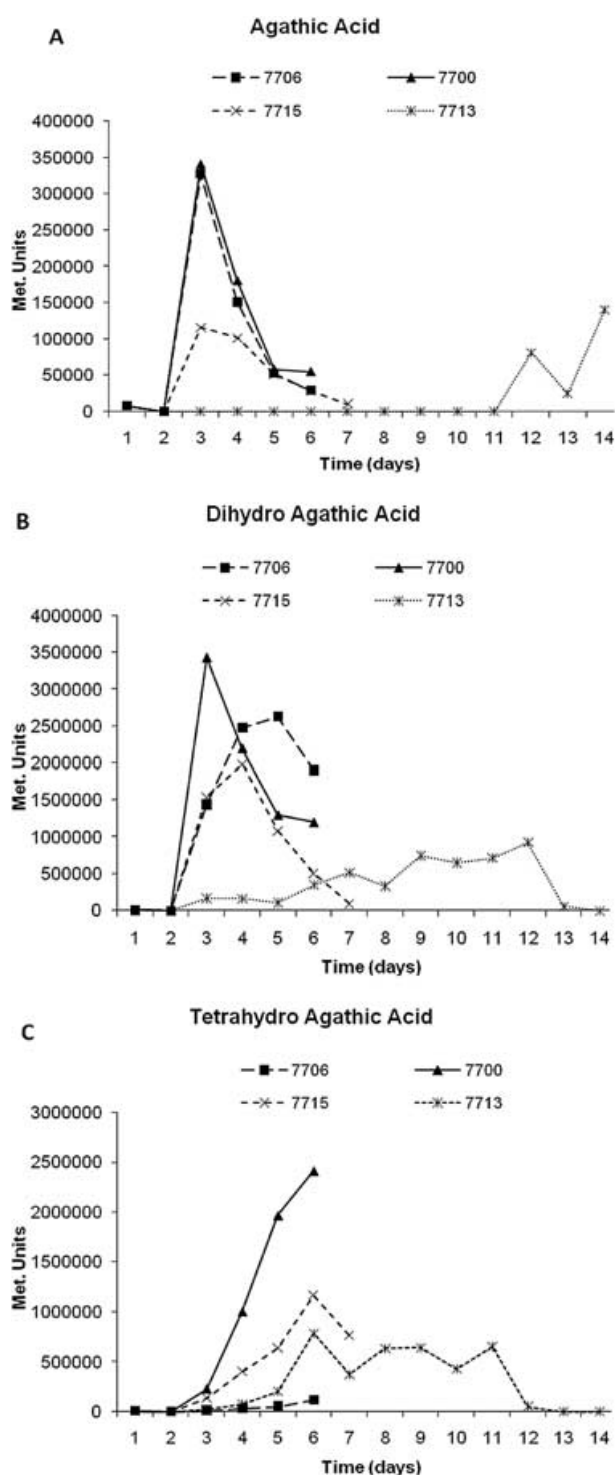 A
Agathic Acid
7706 7700
7715 7713
400000
350000
300000
250000
200000
150000
100000
50000
0
Met. Units
1 2 3 4 5 6 7 8 9 10 11 12 13 14
Time (days)
B
Dihydro Agathic Acid
7706 7700
7715 7713
4000000
3500000
3000000
2500000
2000000
1500000
1000000
500000
0
Met. Units
1 2 3 4 5 6 7 8 9 10 11 12 13 14
Time (days)
C
Tetrahydro Agathic Acid
7706 7700
7715 7713
3000000
2500000
2000000
1500000
1000000
500000
0
Met. Units
1 2 3 4 5 6 7 8 9 10 11 12 13 14
Time (days)